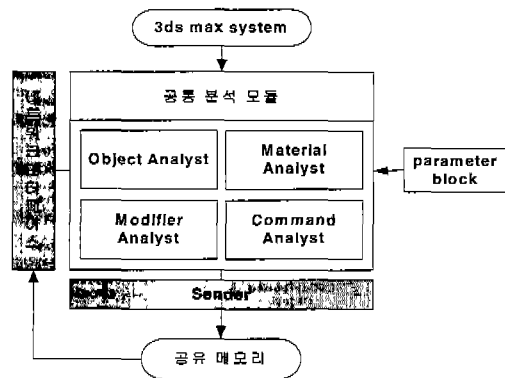 3ds max system
공통 분석 모듈
Object Analyst
Material
Analyst
Modifier
Analyst
Command
Analyst
parameter
block
Sender
공유 메모리